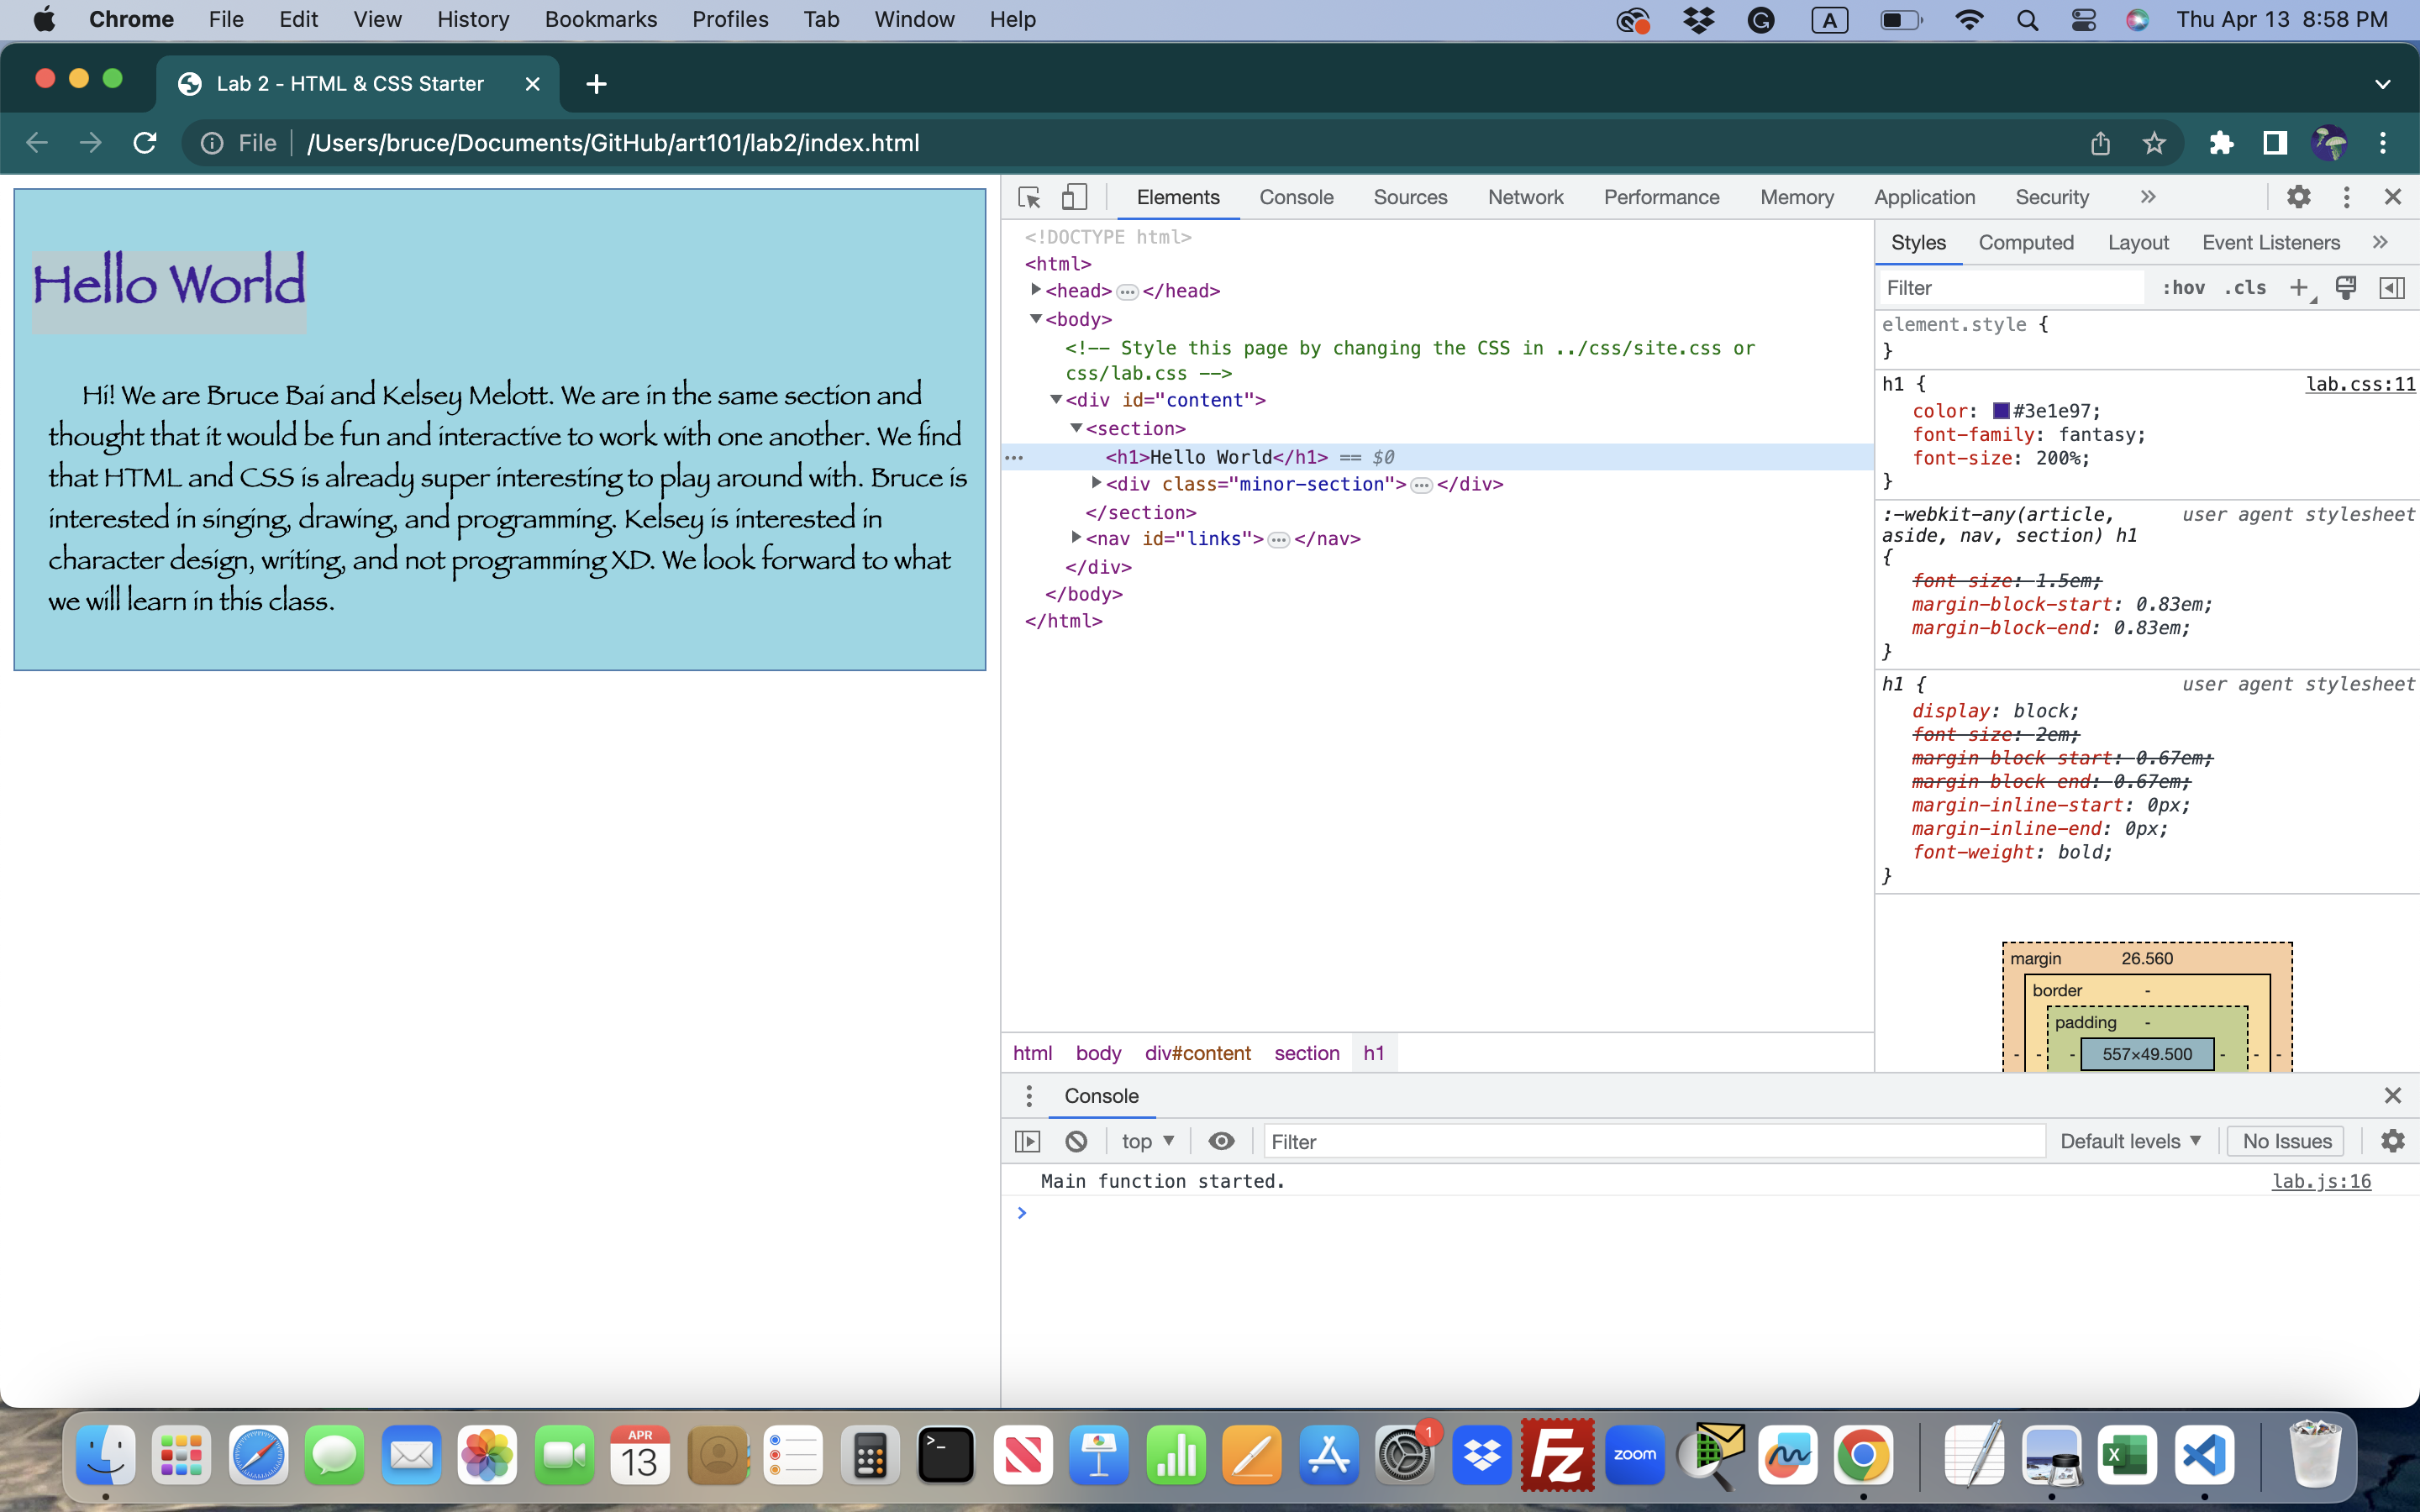 Chrome File Edit View History Bookmarks Profiles Tab Window Help A Thu Apr 13 8:58 PM
Lab 2 - HTML & CSS Starter
File /Users/bruce/Documents/GitHub/art101/lab2/index.html
Hello World
Hi! We are Bruce Bai and Kelsey Melott. We are in the same section and
thought that it would be fun and interactive to work with one another. We find
that HTML and CSS is already super interesting to play around with. Bruce is
interested in singing, drawing, and programming. Kelsey is interested in
character design, writing, and not programming XD. We look forward to what
we will learn in this class.
Elements Console Sources Network Performance Memory Application Security »
<!DOCTYPE html>
<html>
<head>…</head>
<body>
<!-- Style this page by changing the CSS in ../css/site.css or
css/lab.css -->
<div id="content">
<section>
<h1>Hello World</h1> == $0
<div class="minor-section">…</div>
</section>
<nav id="links">…</nav>
</div>
</body>
</html>
html body div#content section h1
Styles Computed Layout Event Listeners »
Filter :hov .cls +
element.style {
}
h1 { lab.css:11
color: #3e1e97;
font-family: fantasy;
font-size: 200%;
}
:-webkit-any(article, user agent stylesheet
aside, nav, section) h1
{
font-size: 1.5em;
margin-block-start: 0.83em;
margin-block-end: 0.83em;
}
h1 { user agent stylesheet
display: block;
font-size: 2em;
margin-block-start: 0.67em;
margin-block-end: 0.67em;
margin-inline-start: 0px;
margin-inline-end: 0px;
font-weight: bold;
}
margin 26.560
border -
padding -
- - - 557×49.500 - - -
Console
top ▼ Filter Default levels ▼ No Issues
Main function started. lab.js:16
>
APR
13
>_
1
Fz
zoom
X